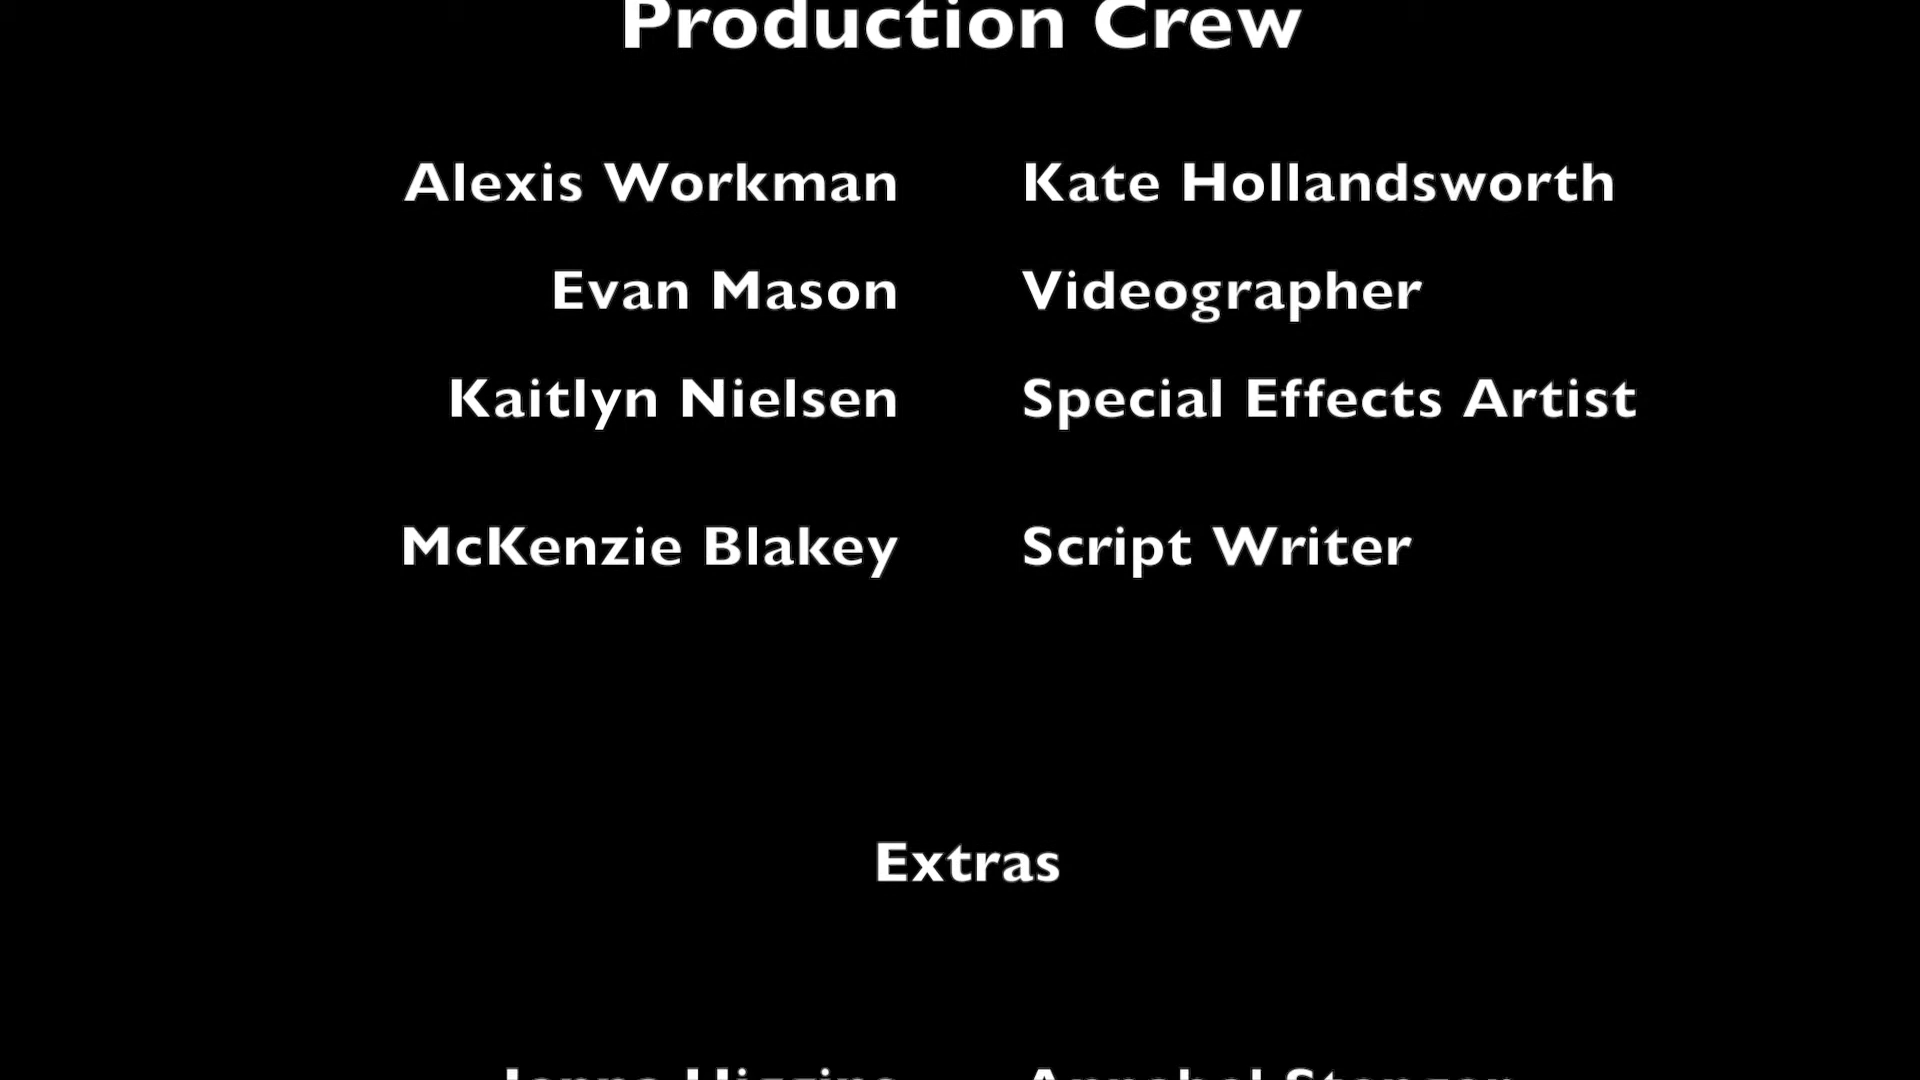 Production Crew
Alexis Workman Kate Hollandsworth
Evan Mason Videographer
Kaitlyn Nielsen Special Effects Artist
McKenzie Blakey Script Writer
Extras